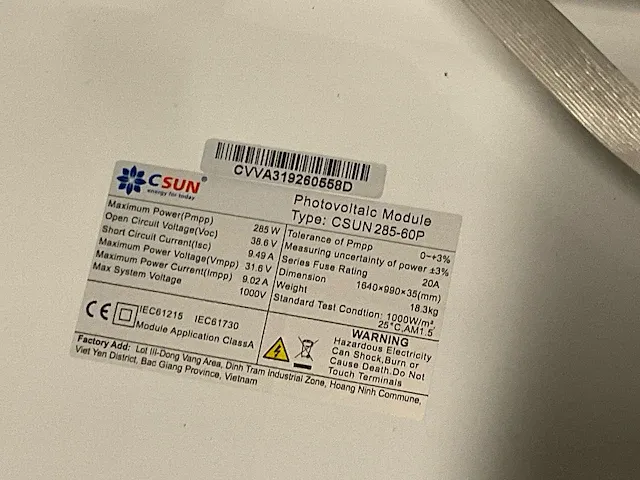 CVVA319260558D
CSUN®
energy for today
Photovoltaic Module
Type: CSUN 285-60P
Maximum Power(Pmpp) 285 W
Open Circuit Voltage(Voc) 38.6 V
Short Circuit Current(Isc) 9.49 A
Maximum Power Voltage(Vmpp) 31.6 V
Maximum Power Current(Impp) 9.02 A
Max System Voltage 1000V
Tolerance of Pmpp 0~+3%
Measuring uncertainty of power ±3%
Series Fuse Rating 20A
Dimension 1640×990×35(mm)
Weight 18.3kg
Standard Test Condtion: 1000W/m²,
25°C,AM1.5
CE IEC61215 IEC61730
Module Application ClassA
WARNING
Hazardous Electricity
Can Shock,Burn or
Cause Death.Do Not
Touch Terminals
Factory Add: Lot III-Dong Vang Area, Dinh Tram Industrial Zone, Hoang Ninh Commune,
Viet Yen District, Bac Giang Province, Vietnam